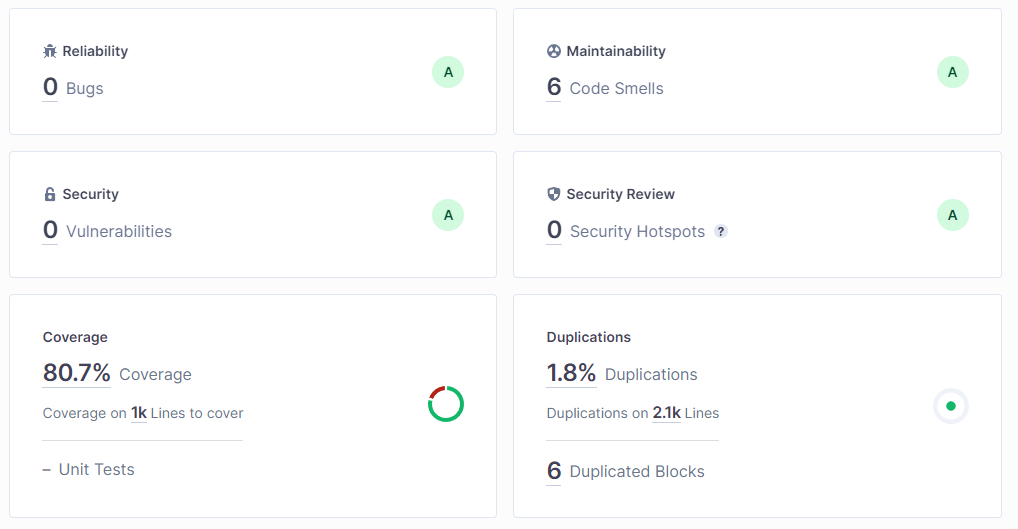 Reliability
0 Bugs
A
Maintainability
6 Code Smells
A
Security
0 Vulnerabilities
A
Security Review
0 Security Hotspots ?
A
Coverage
80.7% Coverage
Coverage on 1k Lines to cover
– Unit Tests
Duplications
1.8% Duplications
Duplications on 2.1k Lines
6 Duplicated Blocks